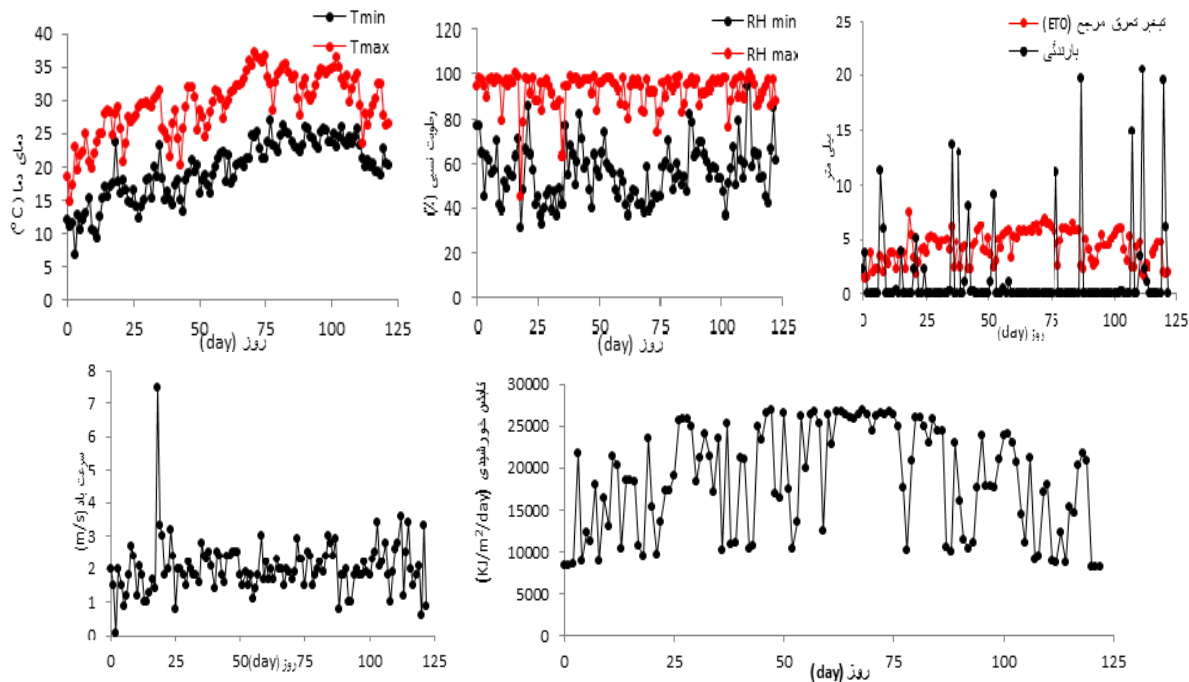 Tmin
Tmax
40
35
30
25
20
15
10
5
0
دمای دما (°C)
0 25 50 75 100 125
روز (day)
RH min
RH max
120
100
80
60
40
20
0
رطوبت نسبی (٪)
0 25 50 75 100 125
روز (day)
تبخیر تعرق مرجع (ET0)
بارندگی
25
20
15
10
5
0
میلی متر
0 25 50 75 100 125
روز (day)
8
7
6
5
4
3
2
1
0
سرعت باد (m/s)
0 25 50 75 100 125
روز (day)
30000
25000
20000
15000
10000
5000
0
تابش خورشیدی (KJ/m²/day)
0 25 50 75 100 125
روز (day)